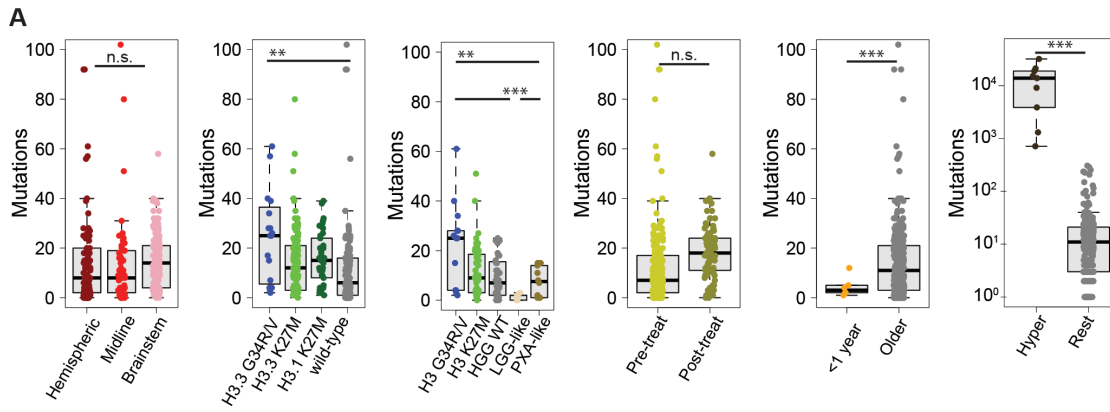 A
Mutations
100
80
60
40
20
0
n.s.
Hemispheric
Midline
Brainstem
Mutations
100
80
60
40
20
0
**
H3.3 G34R/V
H3.3 K27M
H3.1 K27M
wild-type
Mutations
100
80
60
40
20
0
**
***
H3 G34R/V
H3 K27M
HGG WT
LGG-like
PXA-like
Mutations
100
80
60
40
20
0
n.s.
Pre-treat
Post-treat
Mutations
100
80
60
40
20
0
***
<1 year
Older
Mutations
10⁴
10³
10²
10¹
10⁰
***
Hyper
Rest